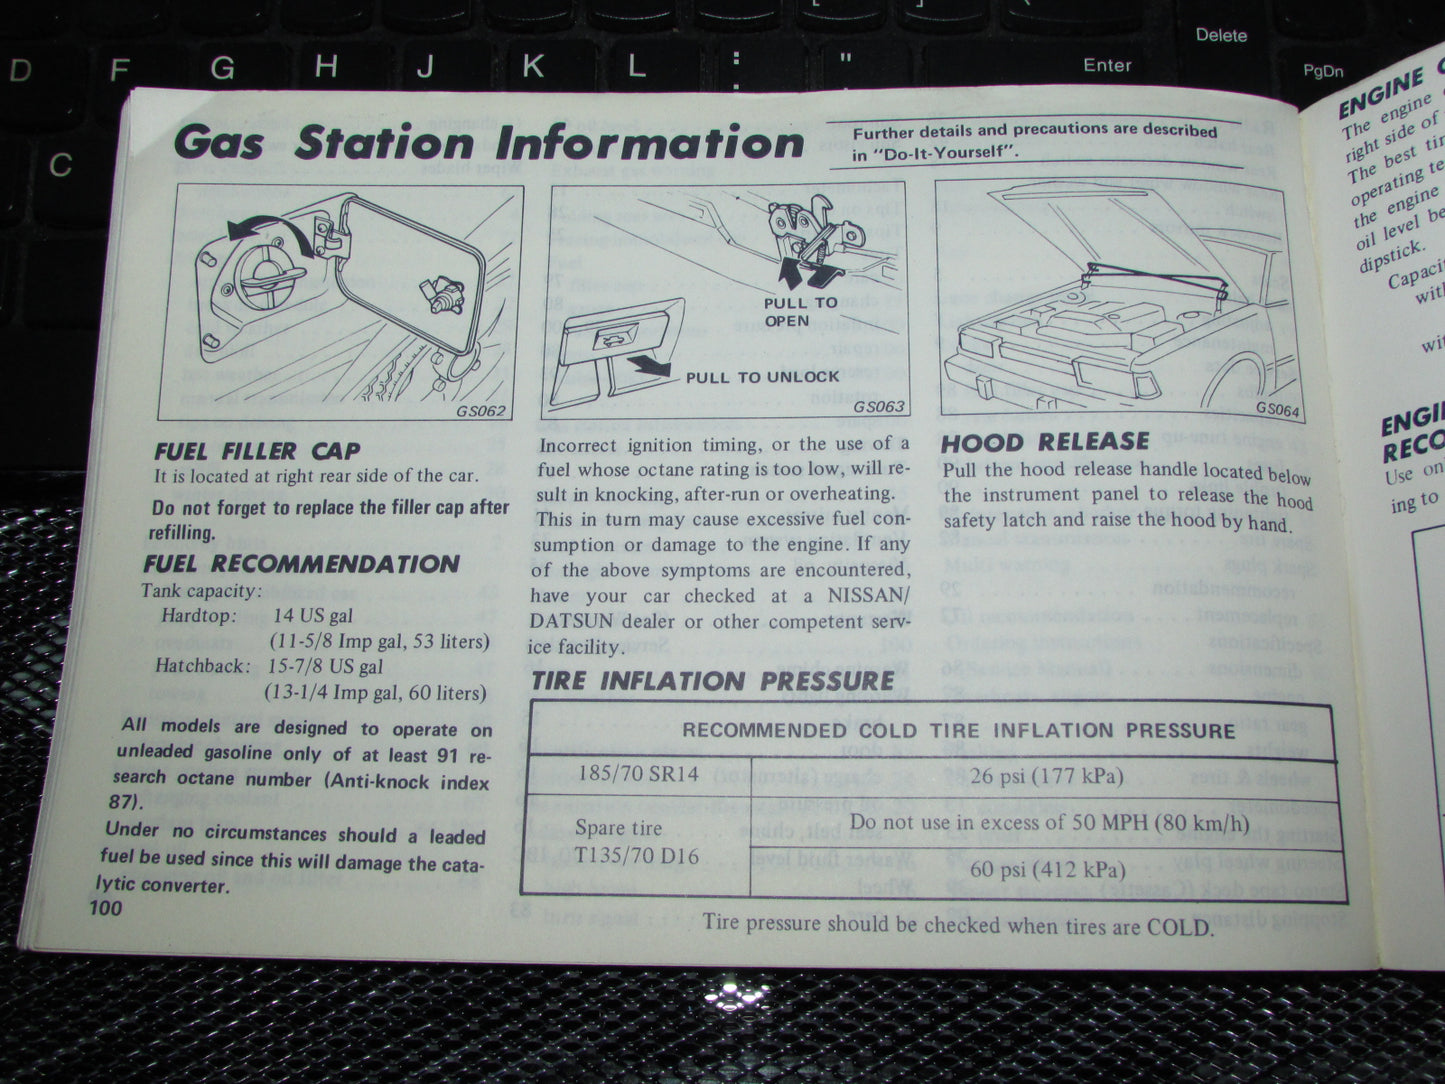 D F G H J K L : ; " Enter Delete PgDn
C
Gas Station Information
Further details and precautions are described
in "Do-It-Yourself".
GS062
PULL TO
OPEN
PULL TO UNLOCK
GS063
GS064
FUEL FILLER CAP
It is located at right rear side of the car.
Do not forget to replace the filler cap after
refilling.
FUEL RECOMMENDATION
Tank capacity:
Hardtop: 14 US gal
(11-5/8 Imp gal, 53 liters)
Hatchback: 15-7/8 US gal
(13-1/4 Imp gal, 60 liters)
All models are designed to operate on
unleaded gasoline only of at least 91 re-
search octane number (Anti-knock index
87).
Under no circumstances should a leaded
fuel be used since this will damage the cata-
lytic converter.
100
Incorrect ignition timing, or the use of a
fuel whose octane rating is too low, will re-
sult in knocking, after-run or overheating.
This in turn may cause excessive fuel con-
sumption or damage to the engine. If any
of the above symptoms are encountered,
have your car checked at a NISSAN/
DATSUN dealer or other competent serv-
ice facility.
HOOD RELEASE
Pull the hood release handle located below
the instrument panel to release the hood
safety latch and raise the hood by hand.
TIRE INFLATION PRESSURE
RECOMMENDED COLD TIRE INFLATION PRESSURE
185/70 SR14 26 psi (177 kPa)
Spare tire
T135/70 D16
Do not use in excess of 50 MPH (80 km/h)
60 psi (412 kPa)
Tire pressure should be checked when tires are COLD.
ENGINE
The engine
right side of
The best
operating
the engine
oil level
dipstick.
Use
ing to